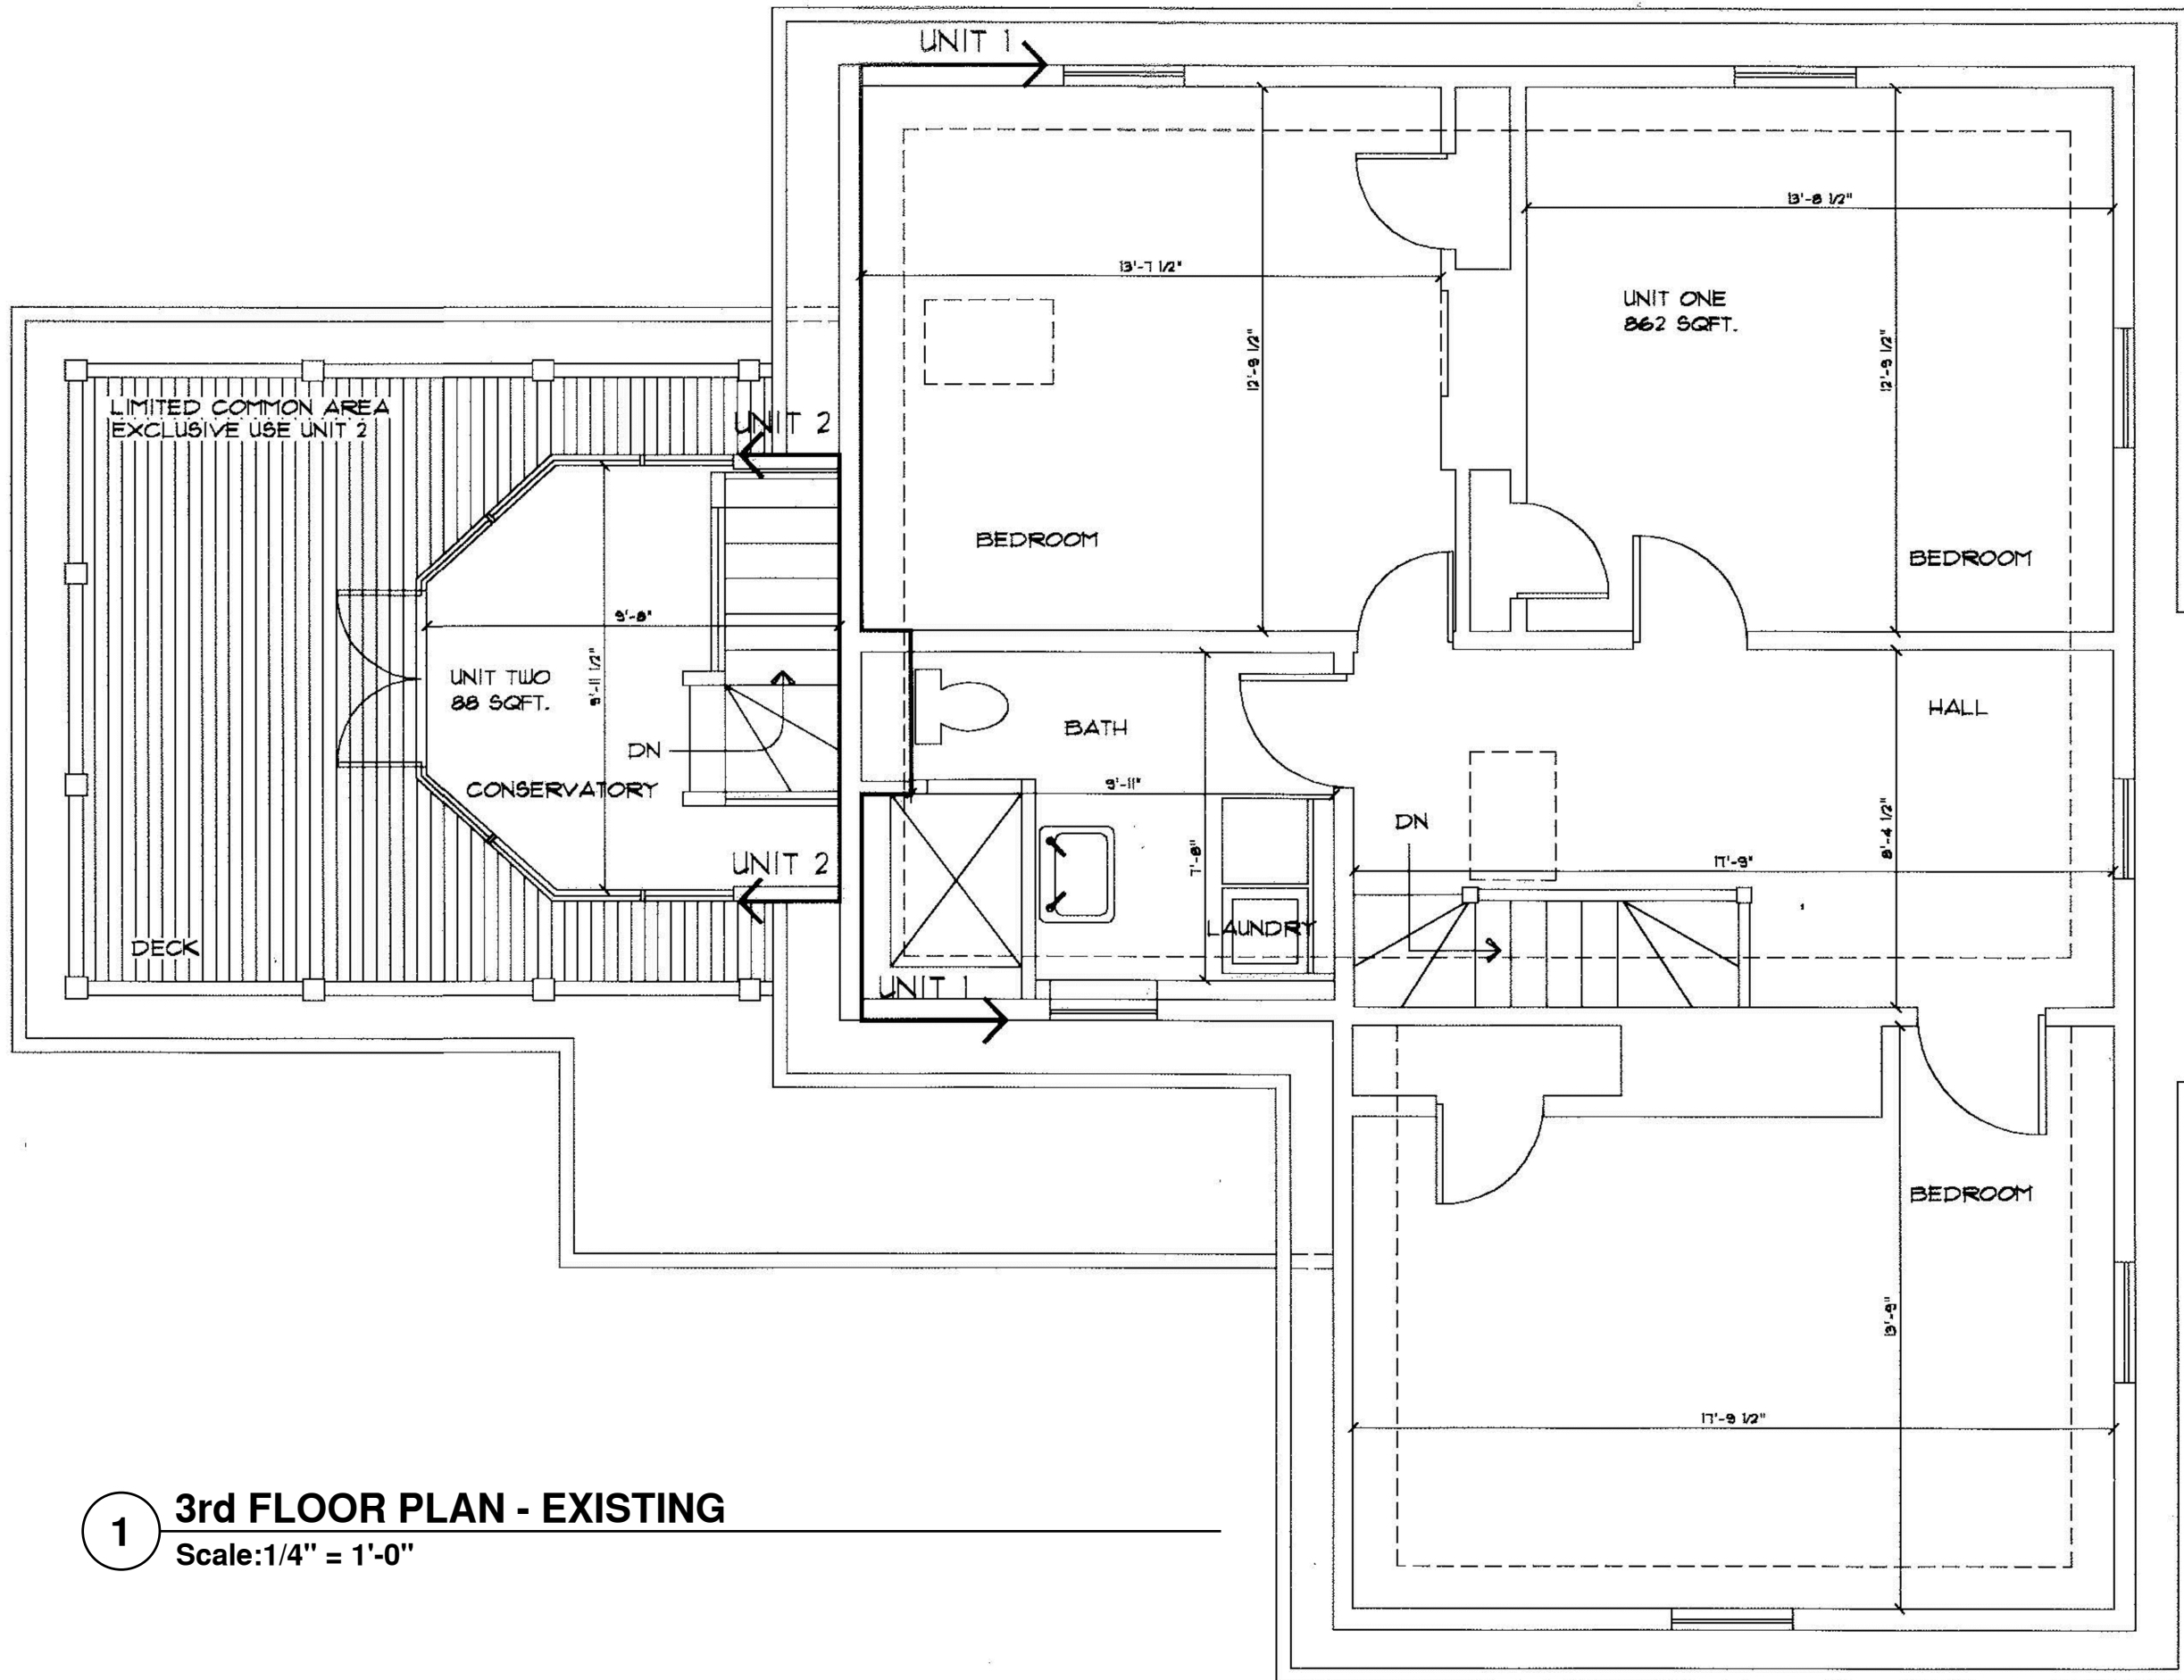 UNIT 1
13'-8 1/2"
13'-7 1/2"
UNIT ONE
862 SQFT.
12'-9 1/2"
12'-9 1/2"
LIMITED COMMON AREA
EXCLUSIVE USE UNIT 2
UNIT 2
BEDROOM
BEDROOM
9'-8"
9'-11 1/2"
UNIT TWO
88 SQFT.
DN
CONSERVATORY
BATH
HALL
9'-11"
DN
7'-8"
8'-4 1/2"
17'-9"
UNIT 2
LAUNDRY
DECK
UNIT 1
BEDROOM
13'-9"
17'-9 1/2"
1
3rd FLOOR PLAN - EXISTING
Scale:1/4" = 1'-0"